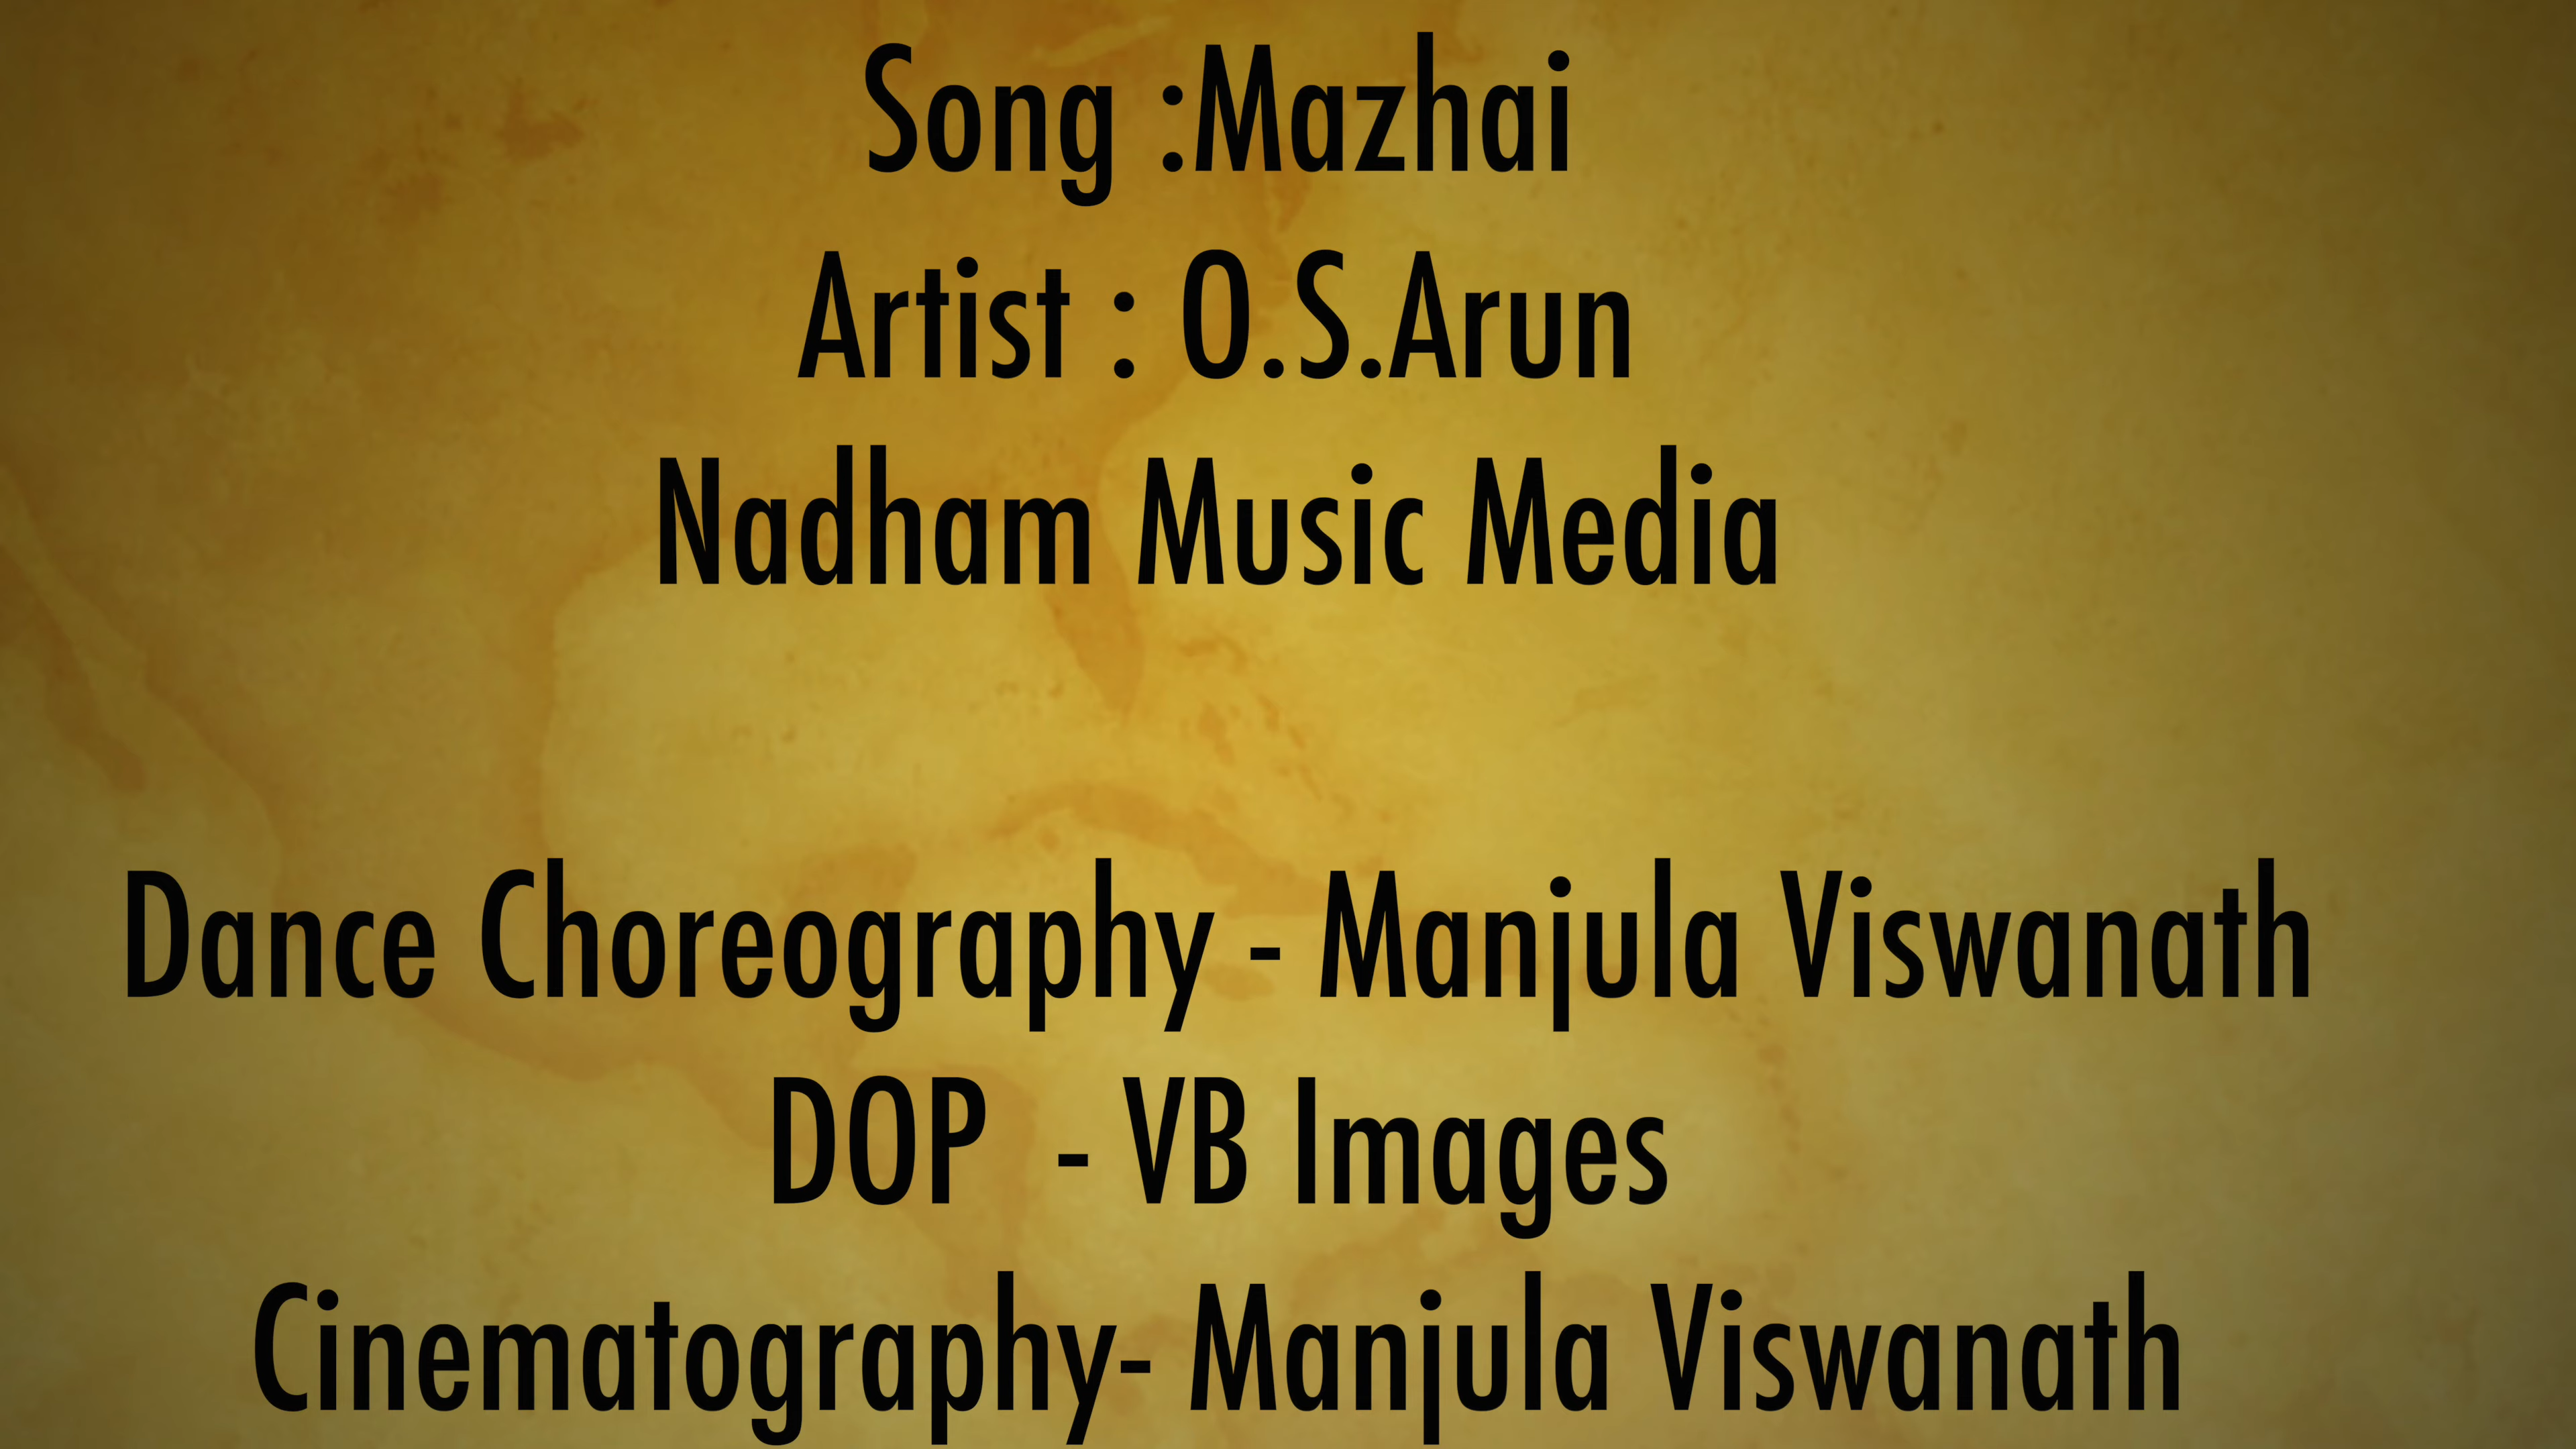 Song :Mazhai
Artist : O.S.Arun
Nadham Music Media
Dance Choreography - Manjula Viswanath
DOP  - VB Images
Cinematography- Manjula Viswanath